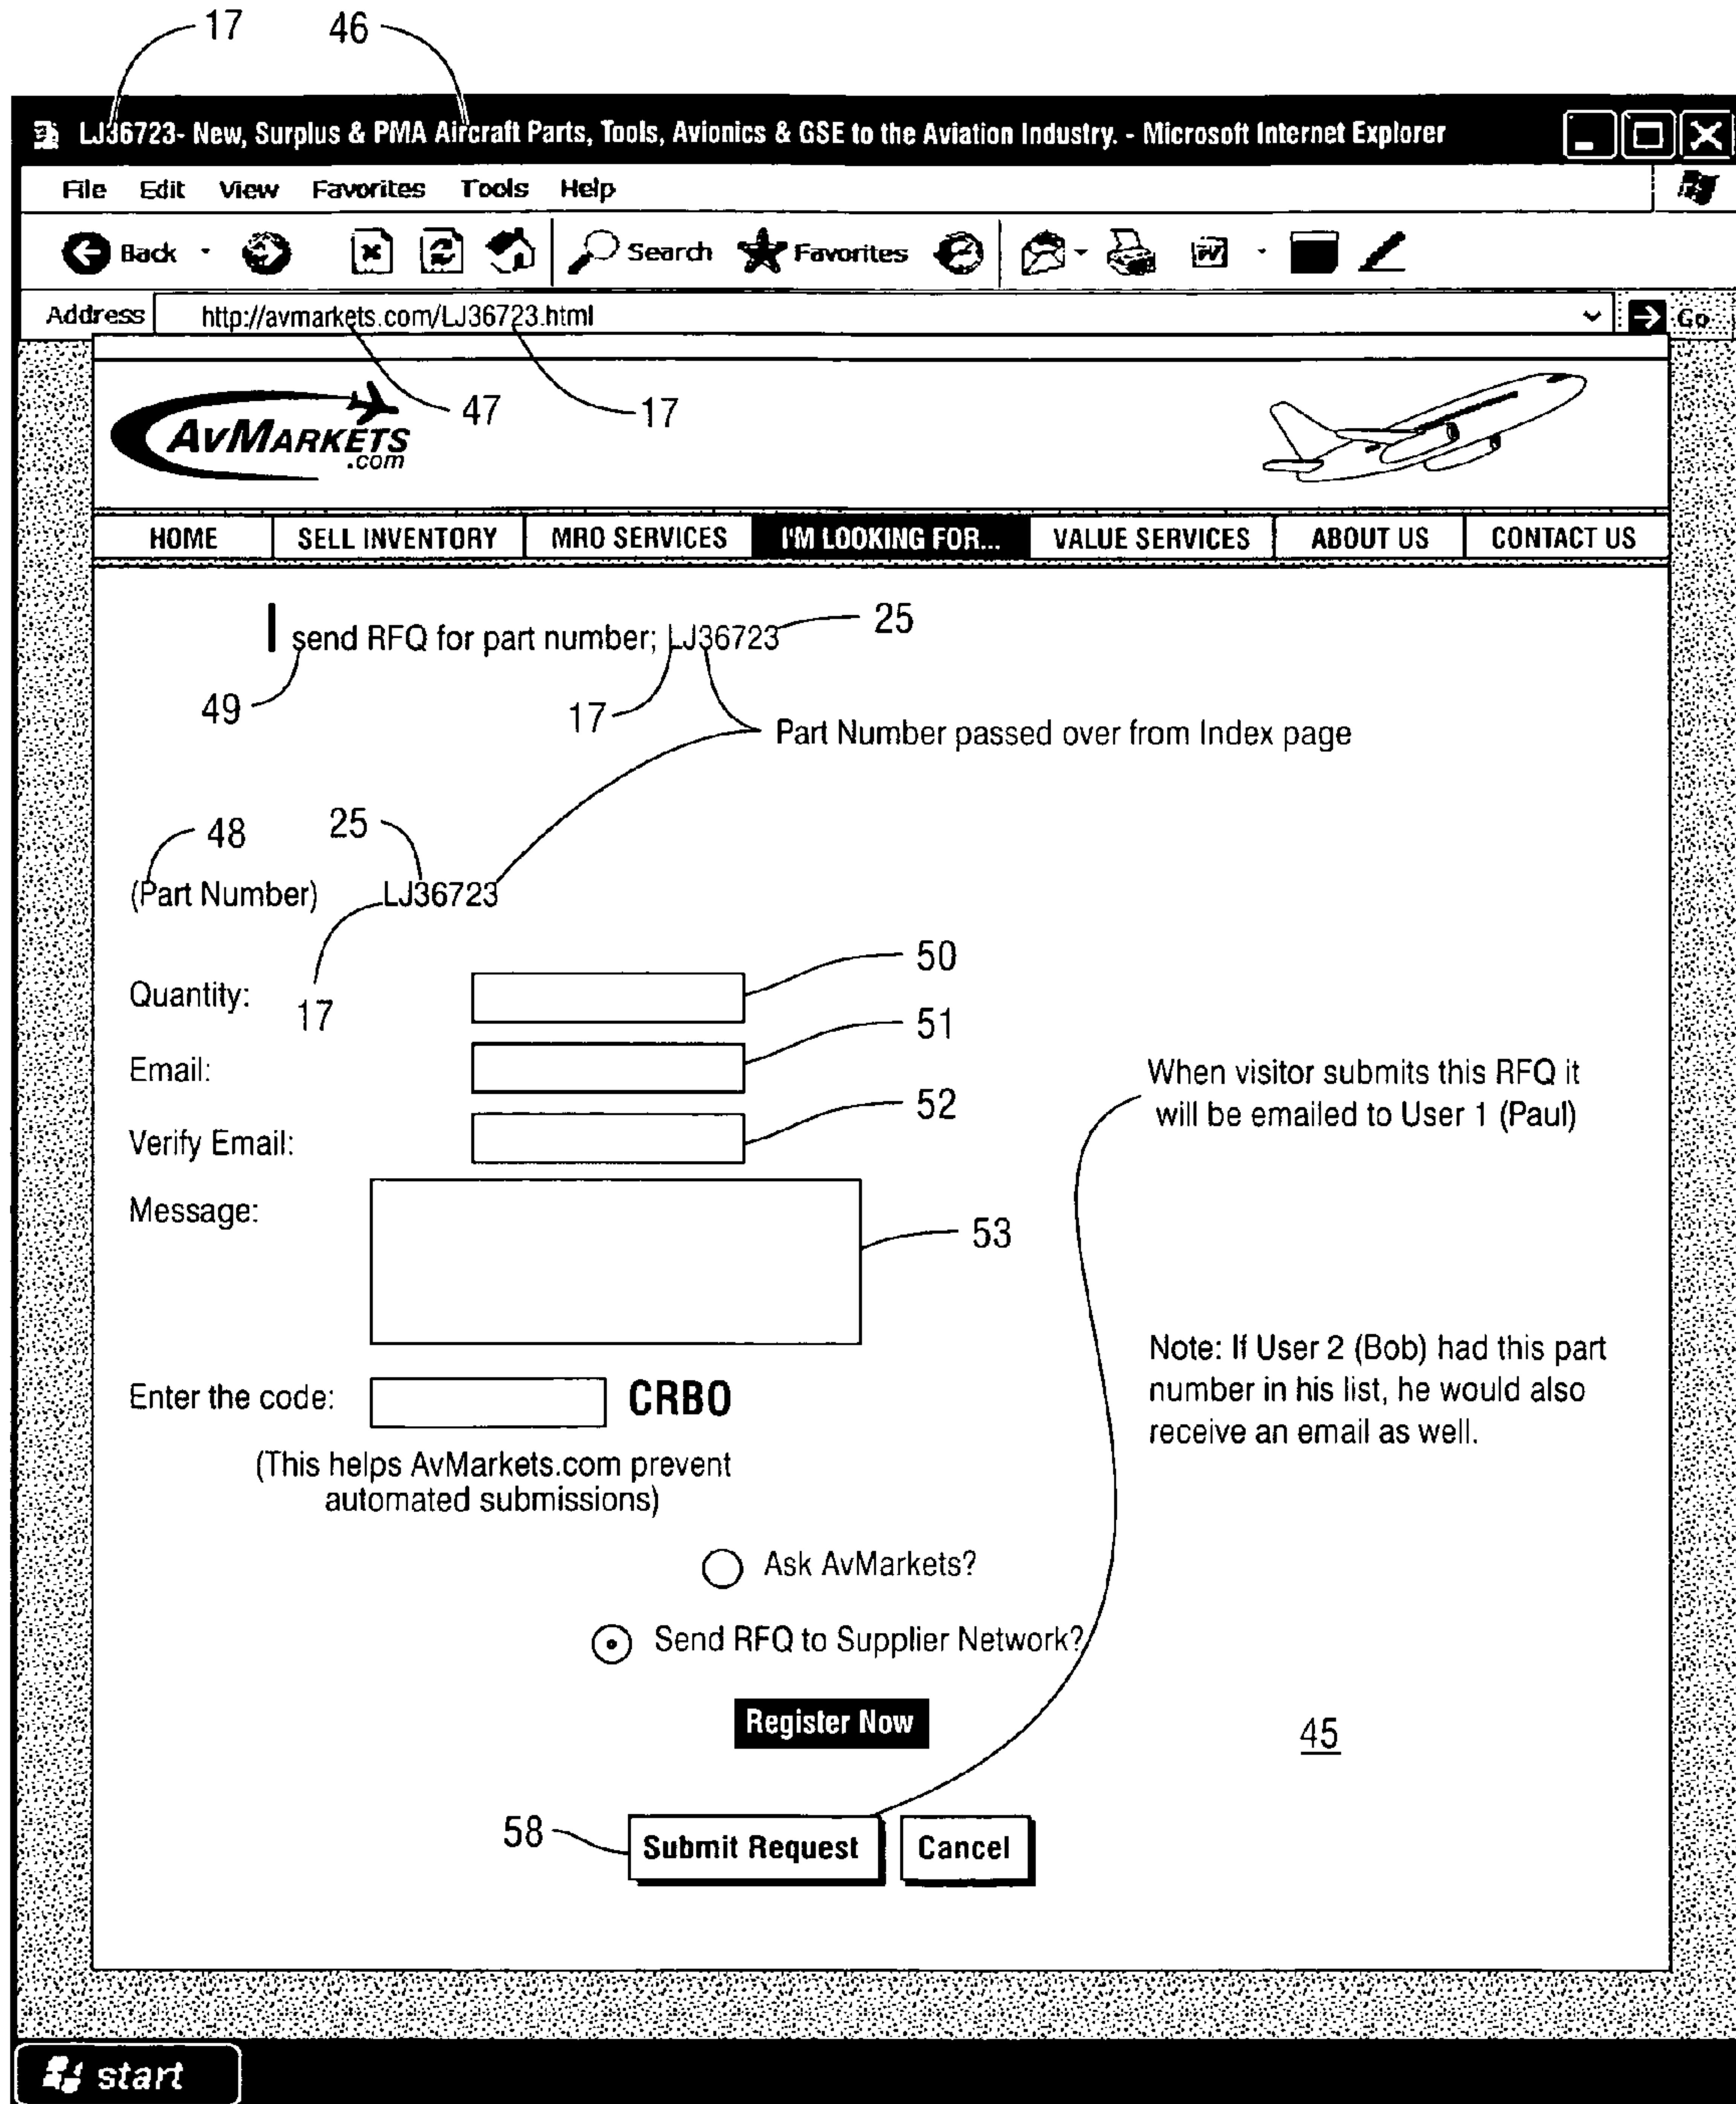 17 46
LJ36723- New, Surplus & PMA Aircraft Parts, Tools, Avionics & GSE to the Aviation Industry. - Microsoft Internet Explorer
File Edit View Favorites Tools Help
Back Search Favorites
Address http://avmarkets.com/LJ36723.html Go
47 17
AVMARKETS
.com
HOME SELL INVENTORY MRO SERVICES I'M LOOKING FOR... VALUE SERVICES ABOUT US CONTACT US
send RFQ for part number; LJ36723 25
49 17
Part Number passed over from Index page
48 25
(Part Number) LJ36723
50
Quantity: 17
51
Email:
52
Verify Email:
When visitor submits this RFQ it
will be emailed to User 1 (Paul)
Message:
53
Note: If User 2 (Bob) had this part
number in his list, he would also
receive an email as well.
Enter the code: CRBO
(This helps AvMarkets.com prevent
automated submissions)
Ask AvMarkets?
Send RFQ to Supplier Network?
Register Now
45
58 Submit Request Cancel
start